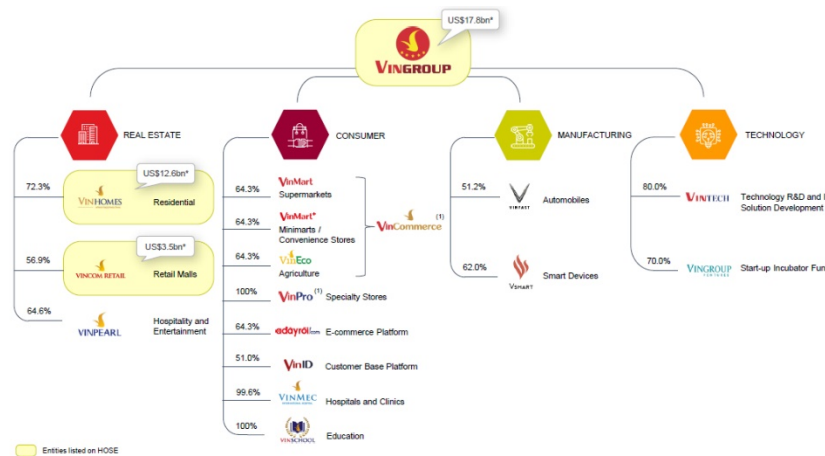 US$17.8bn*
VINGROUP
REAL ESTATE
CONSUMER
MANUFACTURING
TECHNOLOGY
72.3%
US$12.6bn*
VINHOMES
Residential
56.9%
US$3.5bn*
VINCOM RETAIL
Retail Malls
64.6%
VINPEARL
Hospitality and
Entertainment
64.3%
VinMart
Supermarkets
64.3%
VinMart+
Minimarts /
Convenience Stores
64.3%
VinEco
Agriculture
VinCommerce (1)
100%
VinPro (1)
Specialty Stores
64.3%
adayroi.com
E-commerce Platform
51.0%
VinID
Customer Base Platform
99.6%
VINMEC
Hospitals and Clinics
100%
VINSCHOOL
Education
51.2%
VINFAST
Automobiles
62.0%
VSMART
Smart Devices
80.0%
VINTECH
Technology R&D and
Solution Development
70.0%
VINGROUP
VENTURES
Start-up Incubator Fun
Entities listed on HOSE